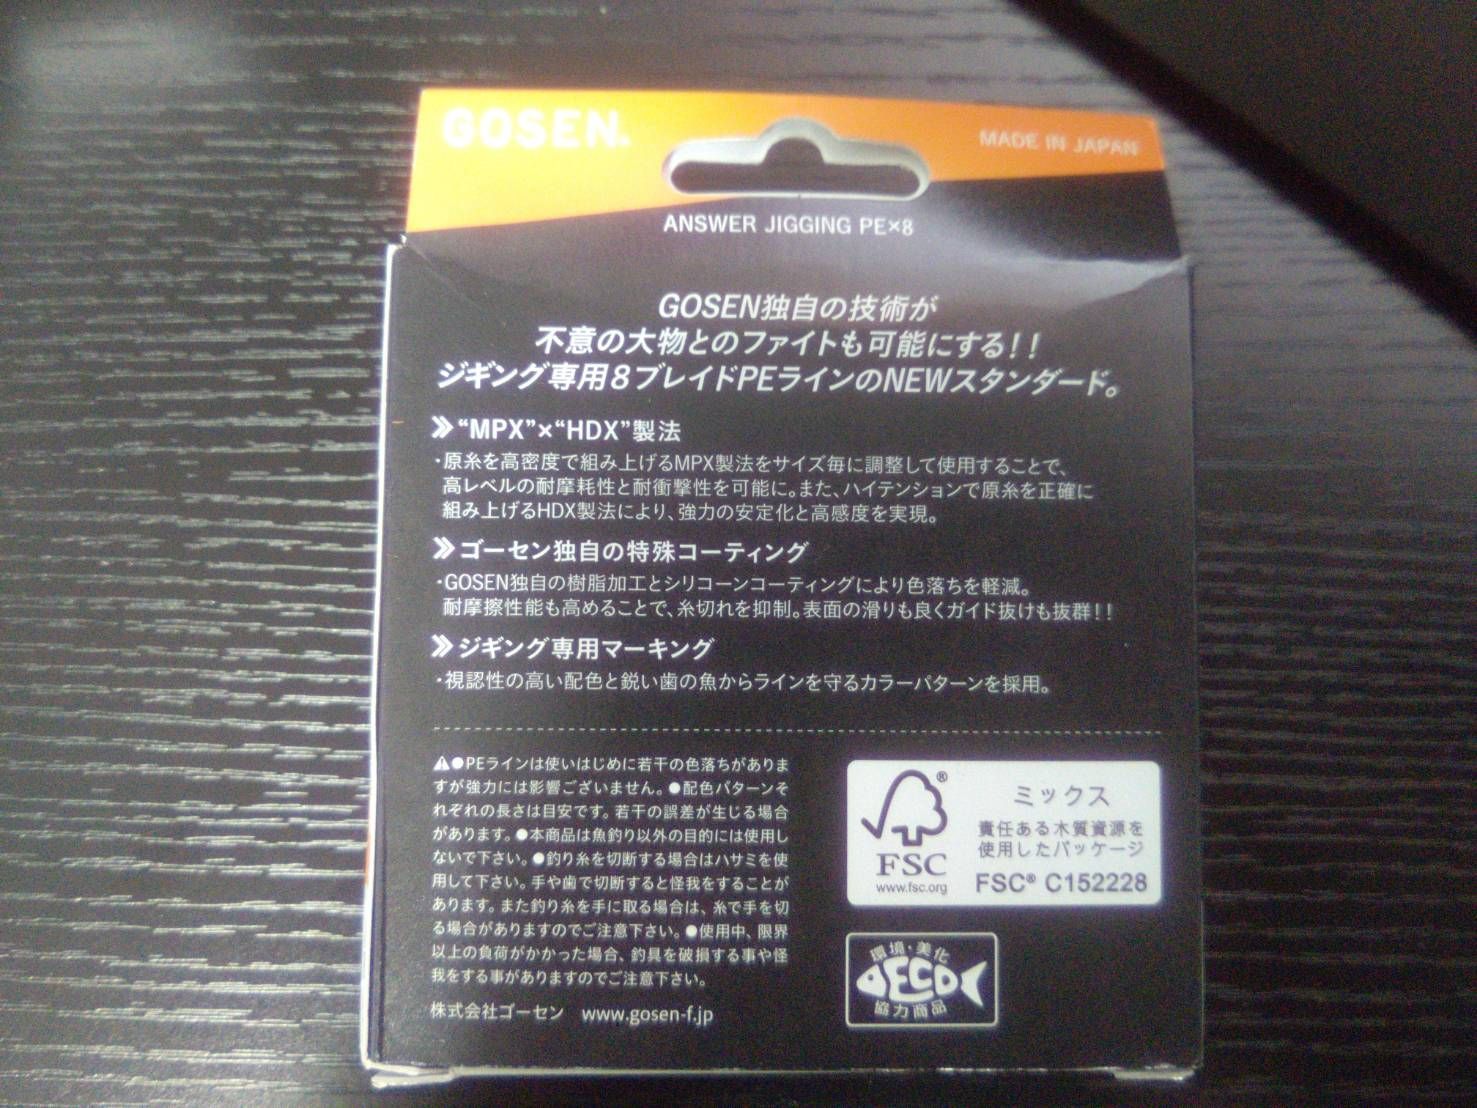 GOSEN®
MADE IN JAPAN
ANSWER JIGGING PE×8
GOSEN独自の技術が
不意の大物とのファイトも可能にする!!
ジギング専用8ブレイドPEラインのNEWスタンダード。
“MPX”×“HDX”製法
・原糸を高密度で組み上げるMPX製法をサイズ毎に調整して使用することで、
高レベルの耐摩耗性と耐衝撃性を可能に。また、ハイテンションで原糸を正確に
組み上げるHDX製法により、強力の安定化と高感度を実現。
ゴーセン独自の特殊コーティング
・GOSEN独自の樹脂加工とシリコーンコーティングにより色落ちを軽減。
耐摩擦性能も高めることで、糸切れを抑制。表面の滑りも良くガイド抜けも抜群!!
ジギング専用マーキング
・視認性の高い配色と鋭い歯の魚からラインを守るカラーパターンを採用。
⚠●PEラインは使いはじめに若干の色落ちがありま
すが強力には影響ございません。●配色パターンそ
れぞれの長さは目安です。若干の誤差が生じる場合
があります。●本商品は魚釣り以外の目的には使用し
ないで下さい。●釣り糸を切断する場合はハサミを使
用して下さい。手や歯で切断すると怪我をすることが
あります。また釣り糸を手に取る場合は、糸で手を切
る場合がありますのでご注意下さい。●使用中、限界
以上の負荷がかかった場合、釣具を破損する事や怪
我をする事がありますのでご注意下さい。
株式会社ゴーセン www.gosen-f.jp
®
FSC
www.fsc.org
ミックス
責任ある木質資源を
使用したパッケージ
FSC® C152228
環境・美化
ECO
協力商品